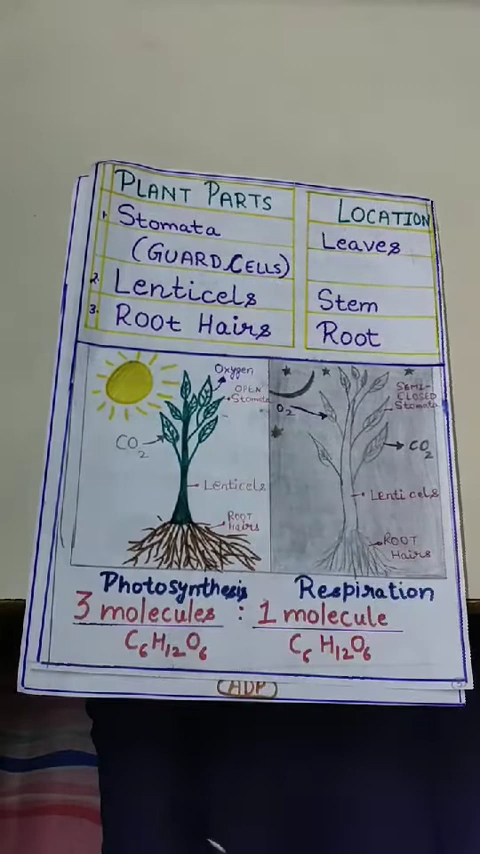 PLANT PARTS
LOCATION
1. Stomata
(GUARD CELLS)
Leaves
2. Lenticels
Stem
3. Root Hairs
Root
Oxygen
OPEN
Stomata
CO2
Lenticels
ROOT
Hairs
SEMI-
CLOSED
Stomata
O2
CO2
Lenticels
ROOT
Hairs
Photosynthesis
Respiration
3 molecules : 1 molecule
C6H12O6
C6H12O6
ADP